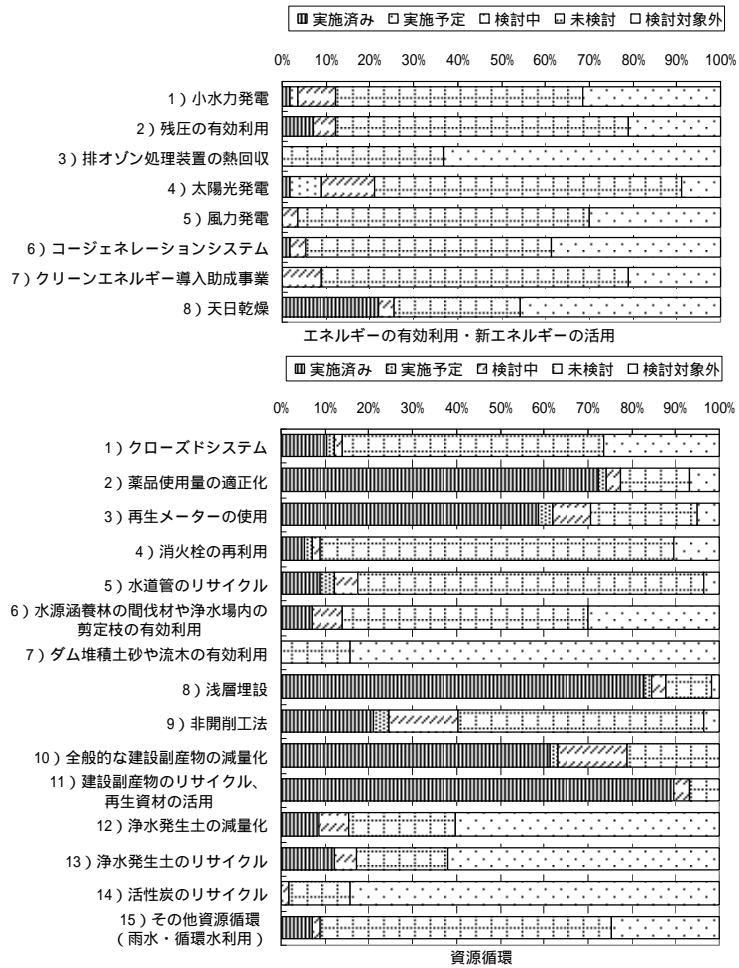 実施済み 実施予定 検討中 未検討 検討対象外
0% 10% 20% 30% 40% 50% 60% 70% 80% 90% 100%
1）小水力発電
2）残圧の有効利用
3）排オゾン処理装置の熱回収
4）太陽光発電
5）風力発電
6）コージェネレーションシステム
7）クリーンエネルギー導入助成事業
8）天日乾燥
エネルギーの有効利用・新エネルギーの活用
実施済み 実施予定 検討中 未検討 検討対象外
0% 10% 20% 30% 40% 50% 60% 70% 80% 90% 100%
1）クローズドシステム
2）薬品使用量の適正化
3）再生メーターの使用
4）消火栓の再利用
5）水道管のリサイクル
6）水源涵養林の間伐材や浄水場内の
剪定枝の有効利用
7）ダム堆積土砂や流木の有効利用
8）浅層埋設
9）非開削工法
10）全般的な建設副産物の減量化
11）建設副産物のリサイクル、
再生資材の活用
12）浄水発生土の減量化
13）浄水発生土のリサイクル
14）活性炭のリサイクル
15）その他資源循環
（雨水・循環水利用）
資源循環